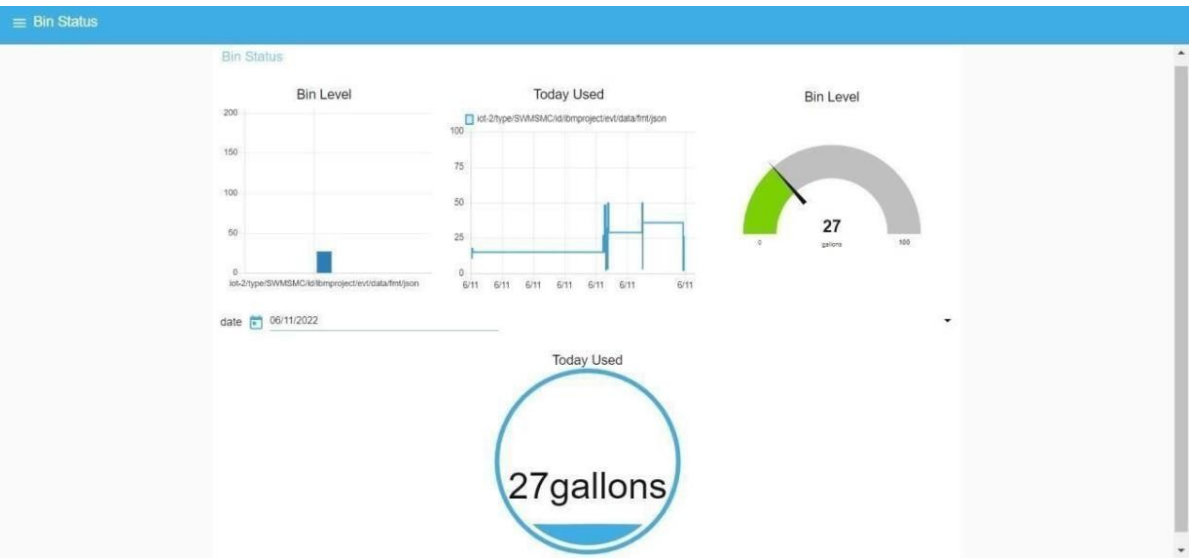 Bin Status
Bin Status
Bin Level
200
150
100
50
0
iot-2/type/SWMSMC/id/ibmproject/evt/data/fmt/json
Today Used
iot-2/type/SWMSMC/id/ibmproject/evt/data/fmt/json
100
75
50
25
0
6/11 6/11 6/11 6/11 6/11 6/11 6/11
Bin Level
27
gallons
0 100
date 06/11/2022
Today Used
27gallons